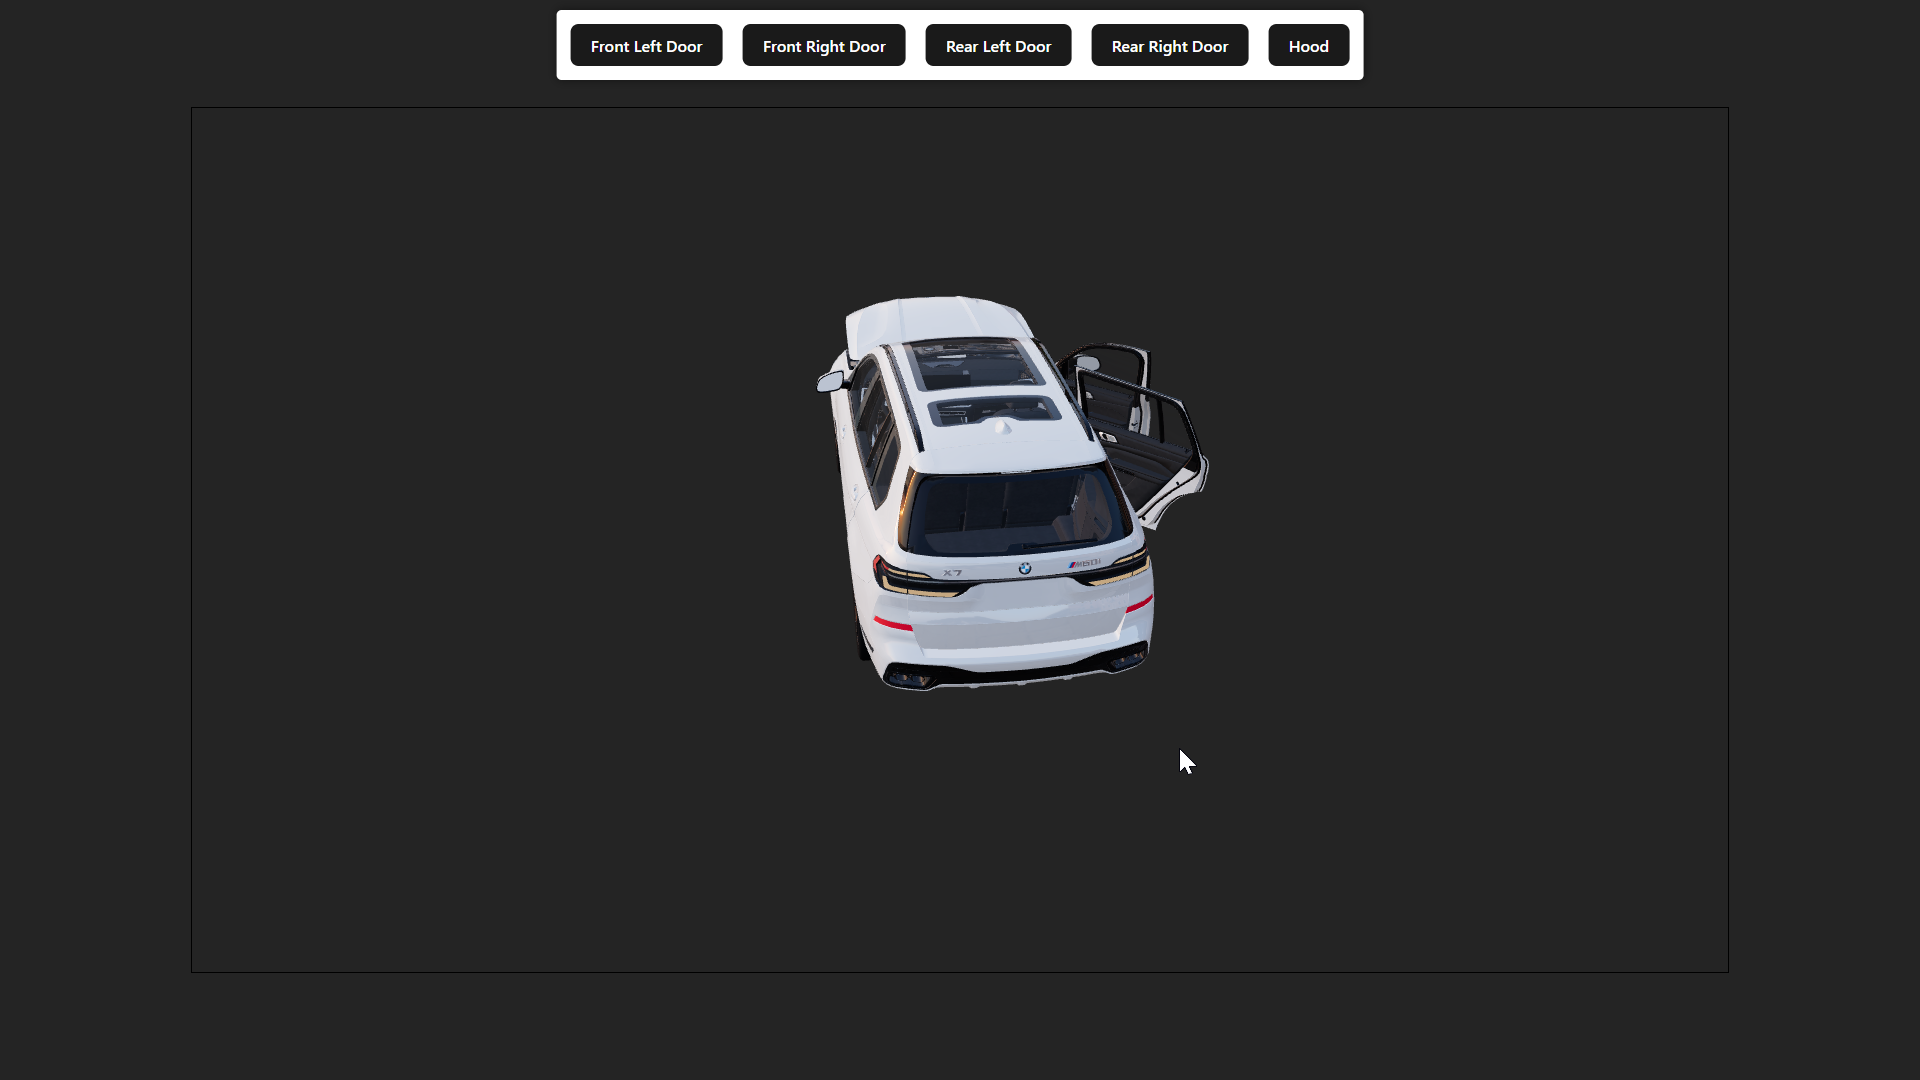 Front Left Door
Front Right Door
Rear Left Door
Rear Right Door
Hood
X7
M60i